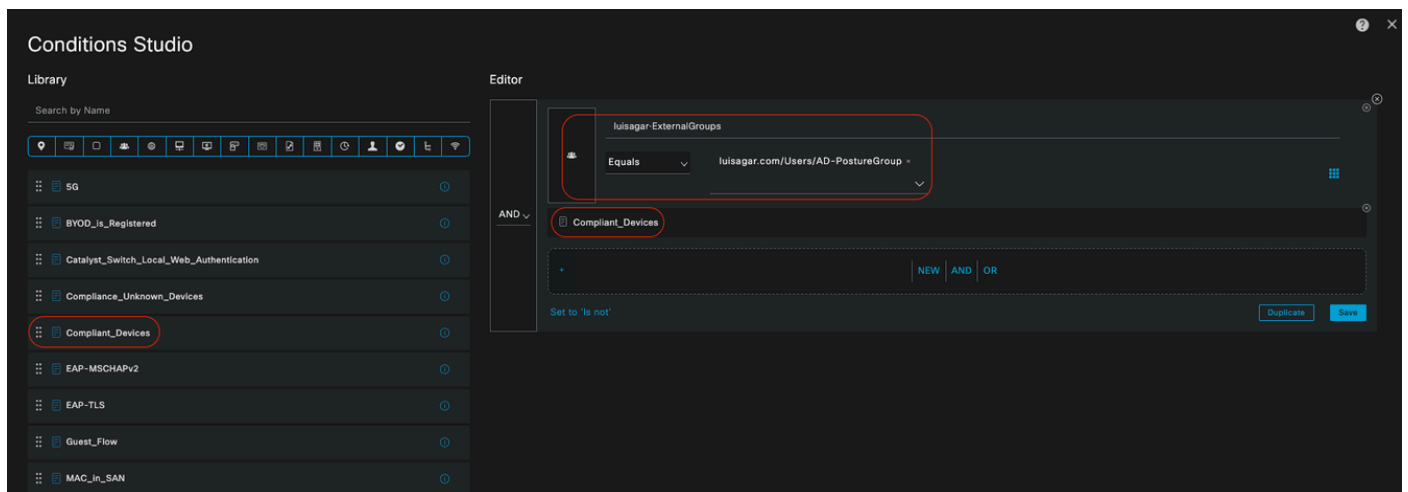 Conditions Studio
Library
Search by Name
5G
BYOD_is_Registered
Catalyst_Switch_Local_Web_Authentication
Compliance_Unknown_Devices
Compliant_Devices
EAP-MSCHAPv2
EAP-TLS
Guest_Flow
MAC_in_SAN
Editor
AND
luisagar·ExternalGroups
Equals
luisagar.com/Users/AD-PostureGroup
Compliant_Devices
+ NEW AND OR
Set to 'Is not'
Duplicate Save